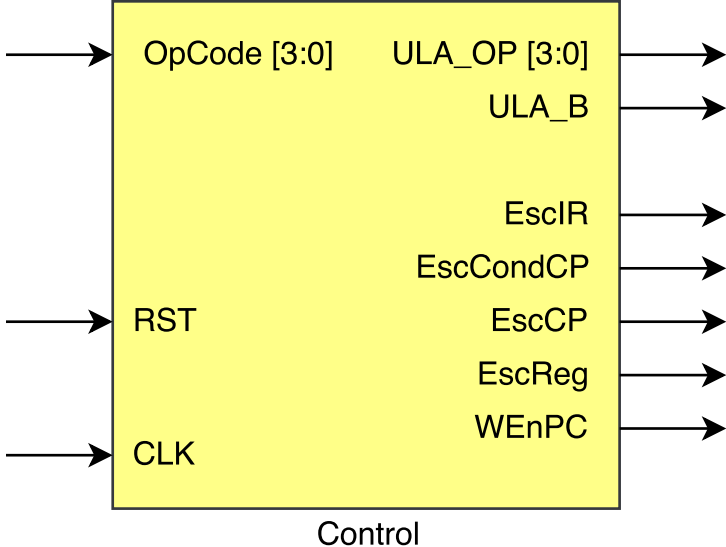 OpCode [3:0] ULA_OP [3:0]
ULA_B
EscIR
EscCondCP
RST EscCP
EscReg
WEnPC
CLK
Control